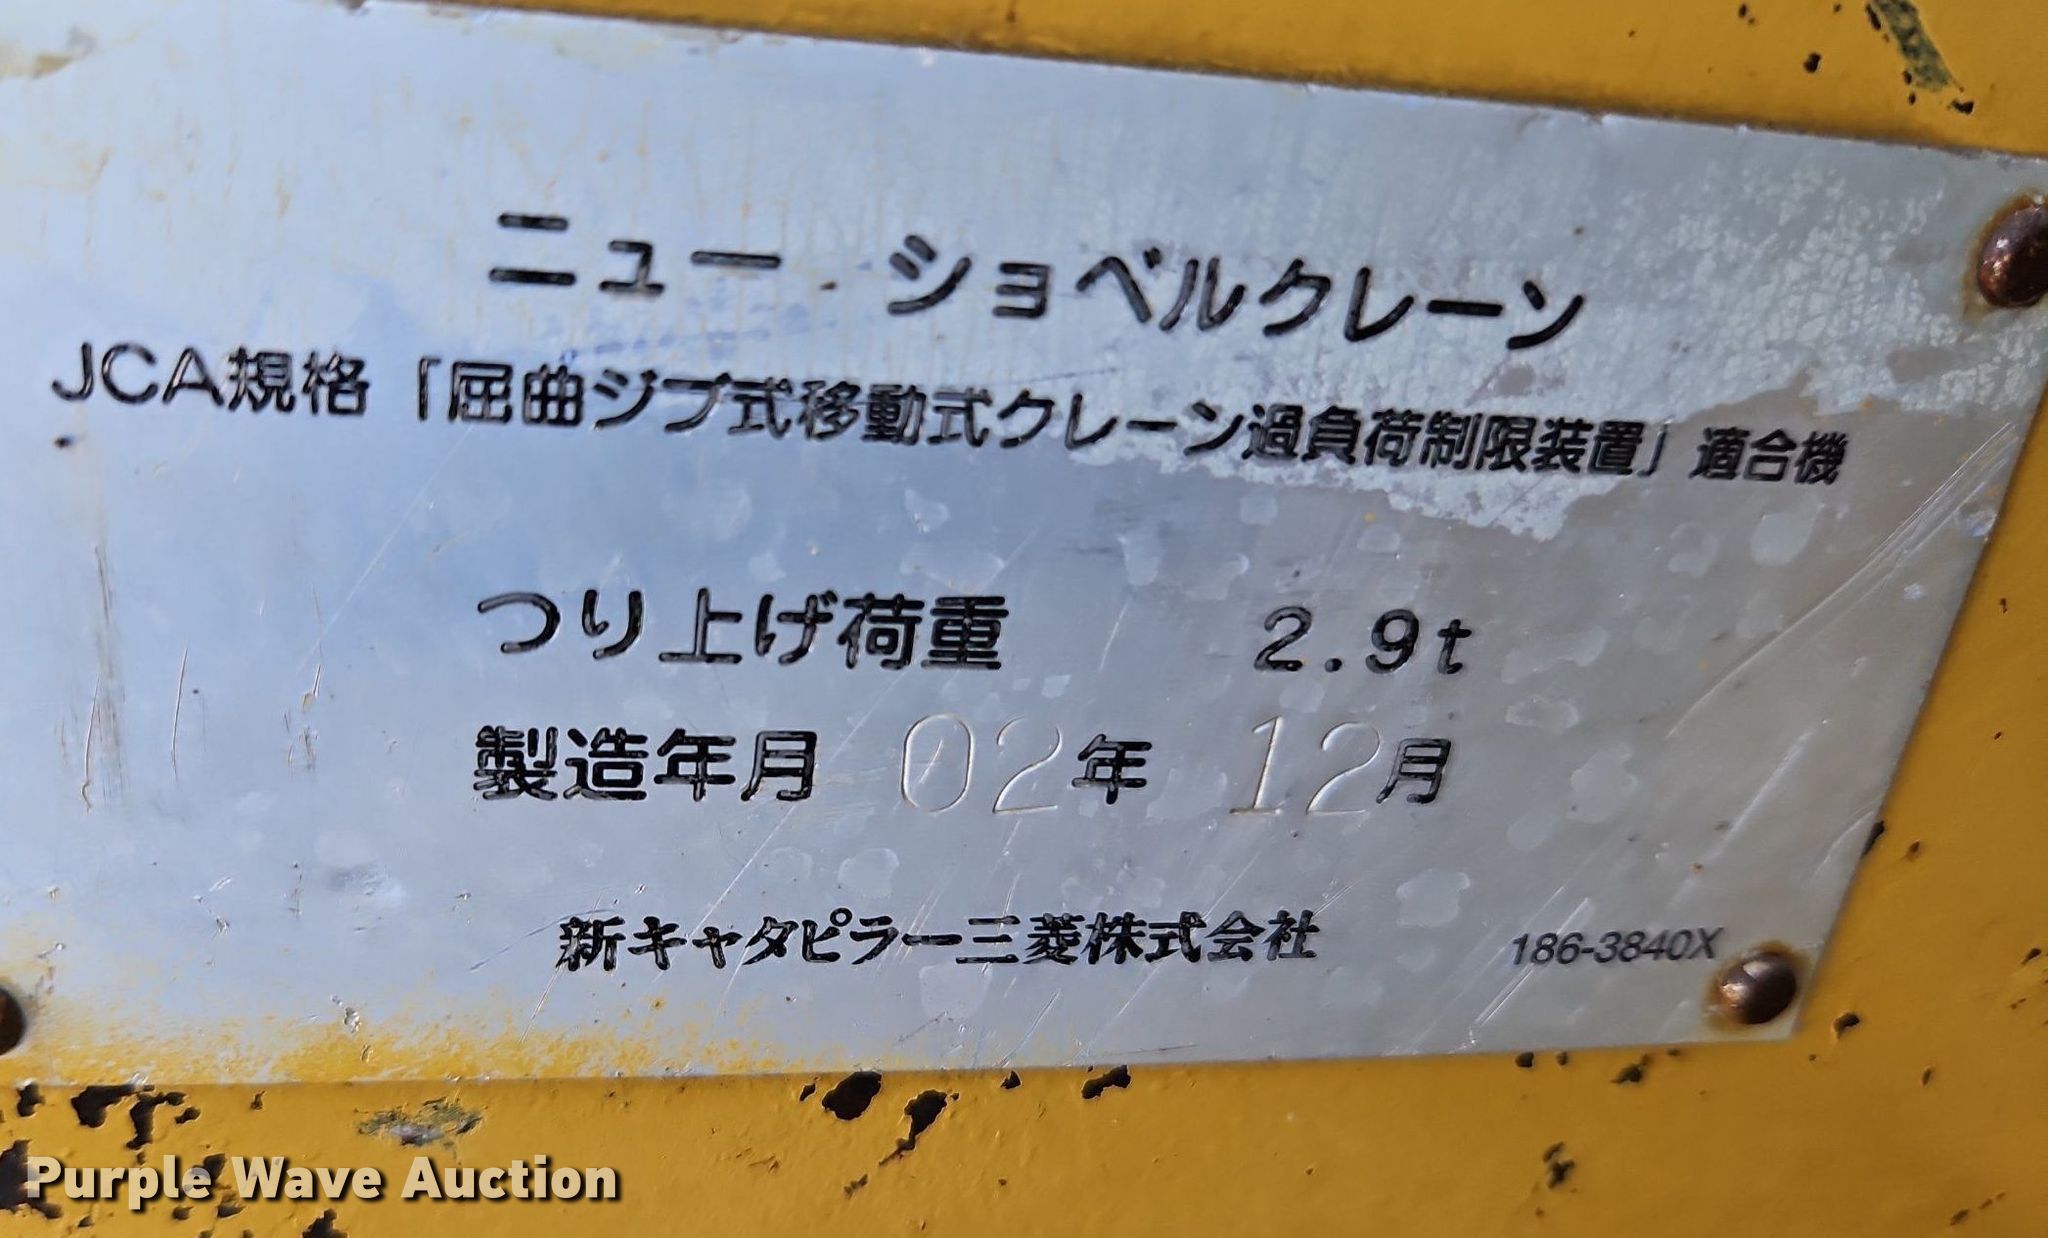 ニュー ショベルクレーン
JCA規格「屈曲ジブ式移動式クレーン過負荷制限装置」適合機
つり上げ荷重 2.9t
製造年月 02年 12月
新キャタピラー三菱株式会社 186-3840X
Purple Wave Auction